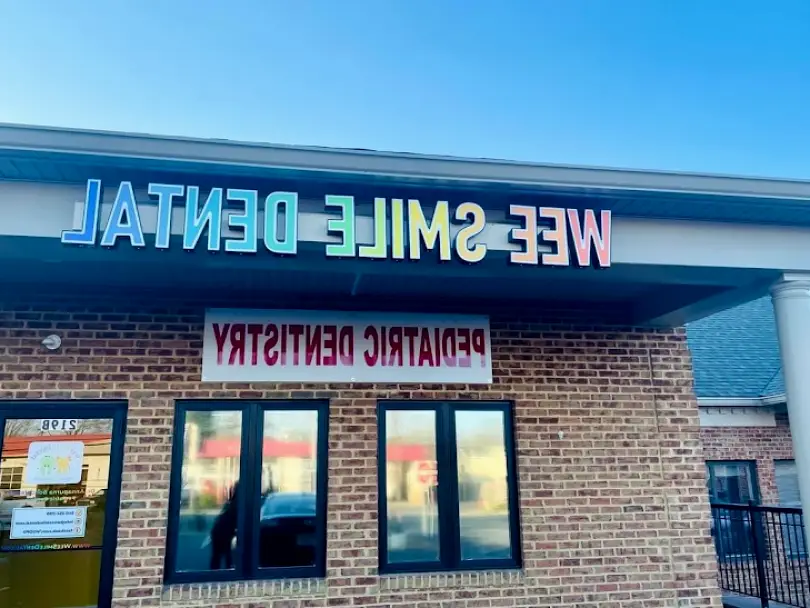 WEE SMILE DENTAL
PEDIATRIC DENTISTRY
219B